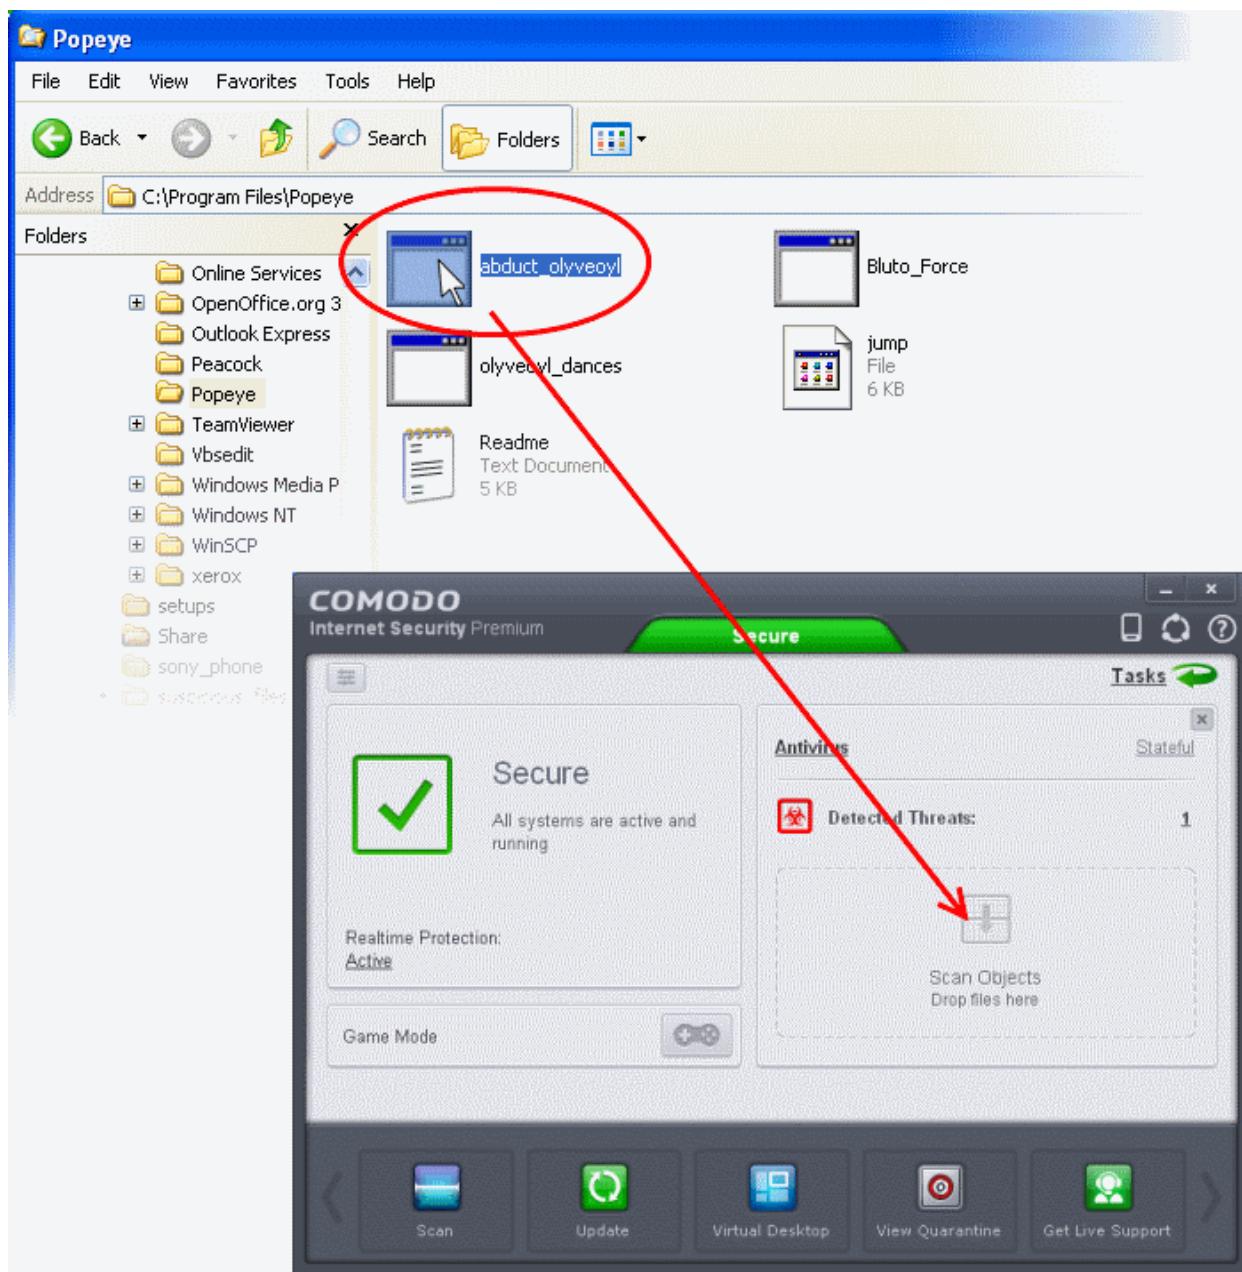 Popeye
File Edit View Favorites Tools Help
Back Search Folders
Address C:\Program Files\Popeye
Folders
Online Services
OpenOffice.org 3
Outlook Express
Peacock
Popeye
TeamViewer
Vbsedit
Windows Media P
Windows NT
WinSCP
xerox
setups
Share
sony_phone
suspicious files
abduct_olyveoyl
Bluto_Force
olyveoyl_dances
jump
File
6 KB
Readme
Text Document
5 KB
COMODO
Internet Security Premium
Secure
Tasks
Secure
All systems are active and
running
Realtime Protection:
Active
Game Mode
Antivirus Stateful
Detected Threats: 1
Scan Objects
Drop files here
Scan Update Virtual Desktop View Quarantine Get Live Support